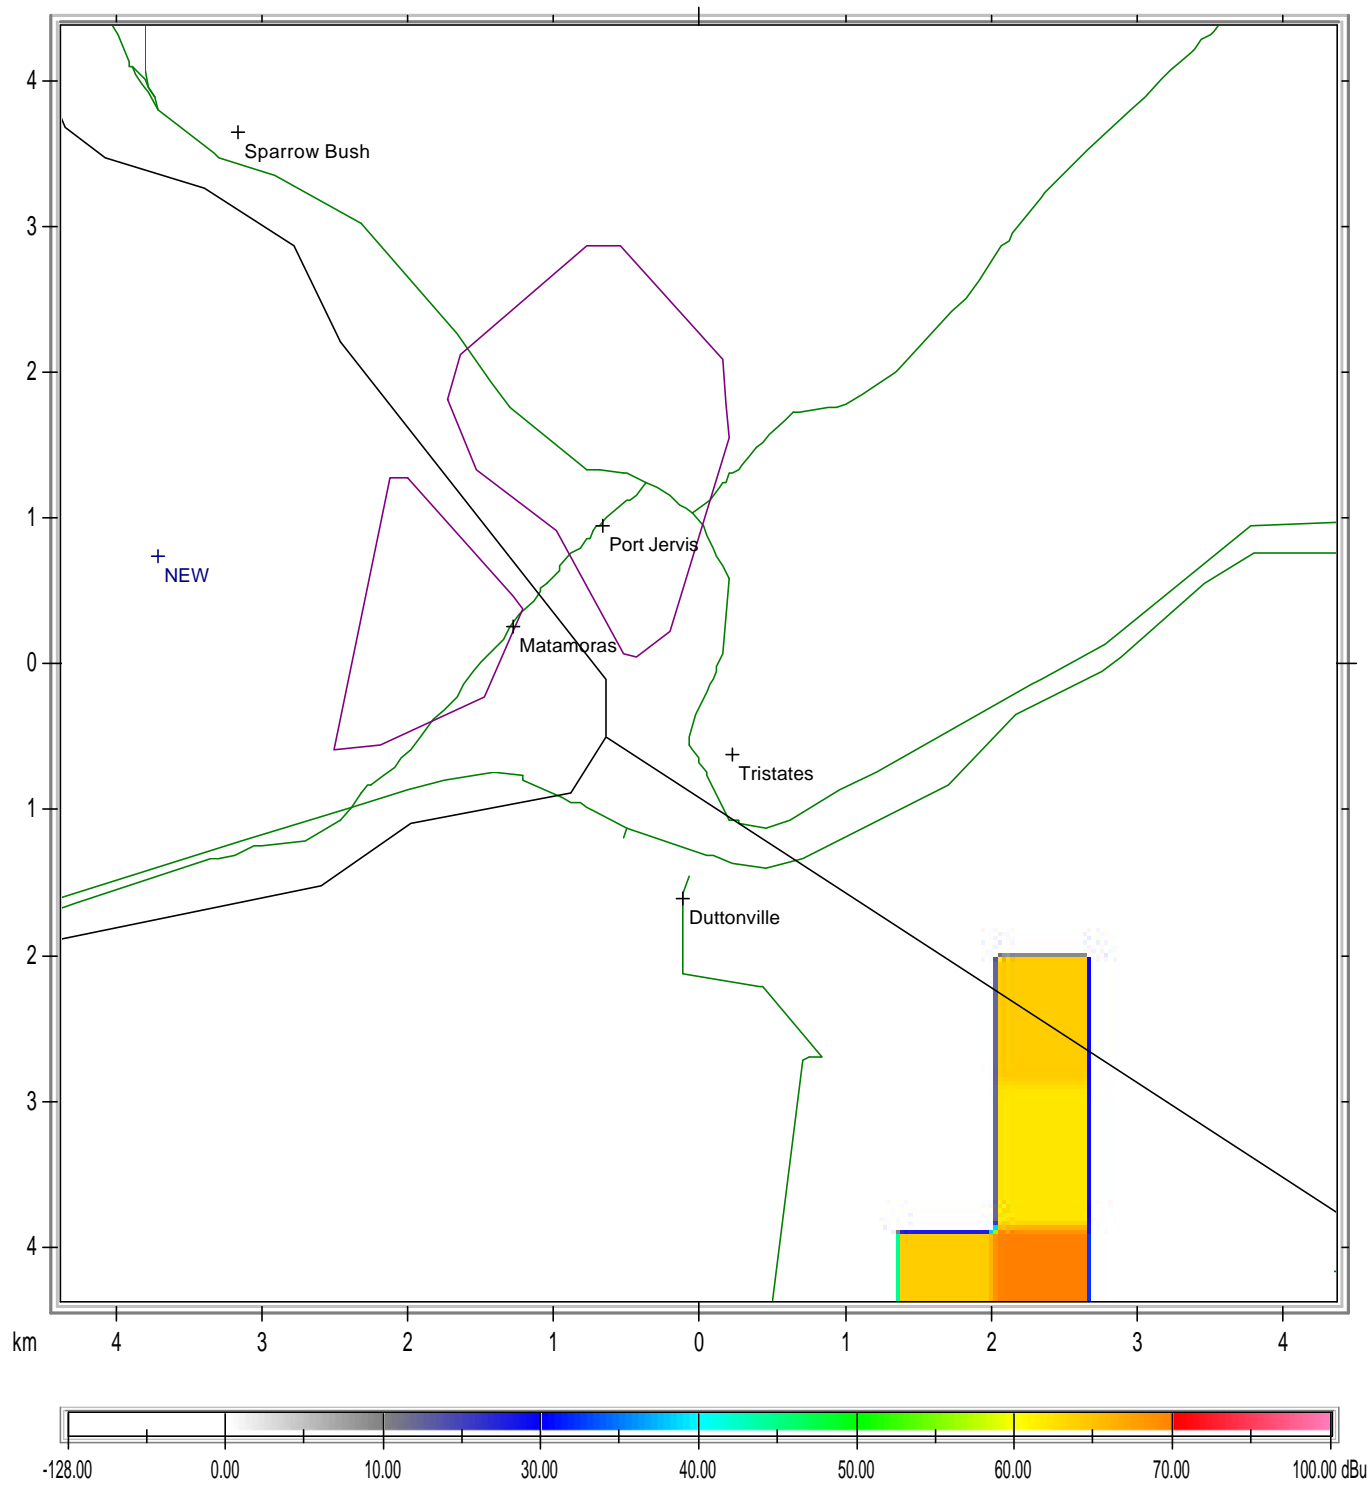 4
Sparrow Bush
3
2
1
Port Jervis
NEW
Matamoras
0
Tristates
1
Duttonville
2
3
4
km 4 3 2 1 0 1 2 3 4
-128.00 0.00 10.00 30.00 40.00 50.00 60.00 70.00 100.00 dBu